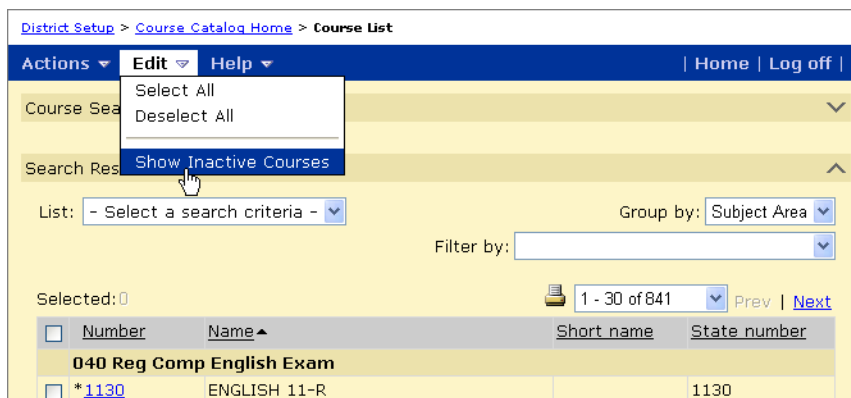 District Setup > Course Catalog Home > Course List
Actions Edit Help | Home | Log off |
Select All
Deselect All
Course Sea
Show Inactive Courses
Search Res
List: - Select a search criteria - Group by: Subject Area
Filter by:
Selected: 0 1 - 30 of 841 Prev | Next
Number Name Short name State number
040 Reg Comp English Exam
*1130 ENGLISH 11-R 1130